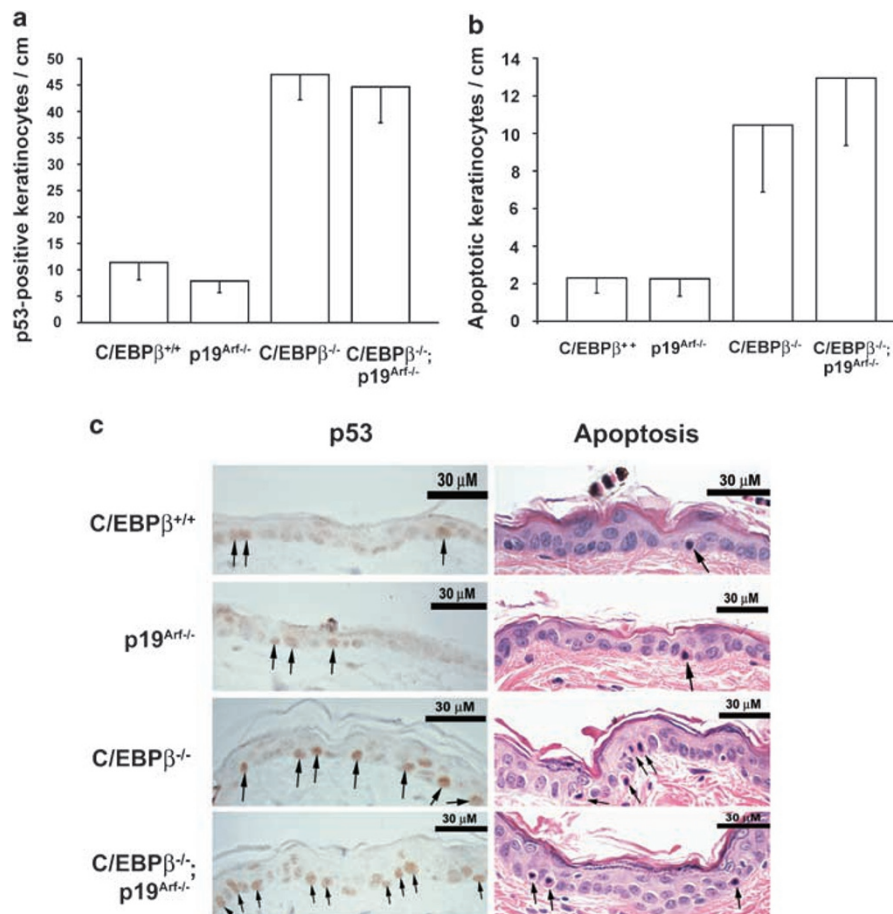 a
p53-positive keratinocytes / cm
50
45
40
35
30
25
20
15
10
5
0
C/EBPβ+/+
p19Arf-/-
C/EBPβ-/-
C/EBPβ-/-;
p19Arf-/-
b
Apoptotic keratinocytes / cm
14
12
10
8
6
4
2
0
C/EBPβ++
p19Arf-/-
C/EBPβ-/-
C/EBPβ-/-;
p19Arf-/-
c
p53
Apoptosis
C/EBPβ+/+
30 μM
30 μM
p19Arf-/-
30 μM
30 μM
C/EBPβ-/-
30 μM
30 μM
C/EBPβ-/-;
p19Arf-/-
30 μM
30 μM